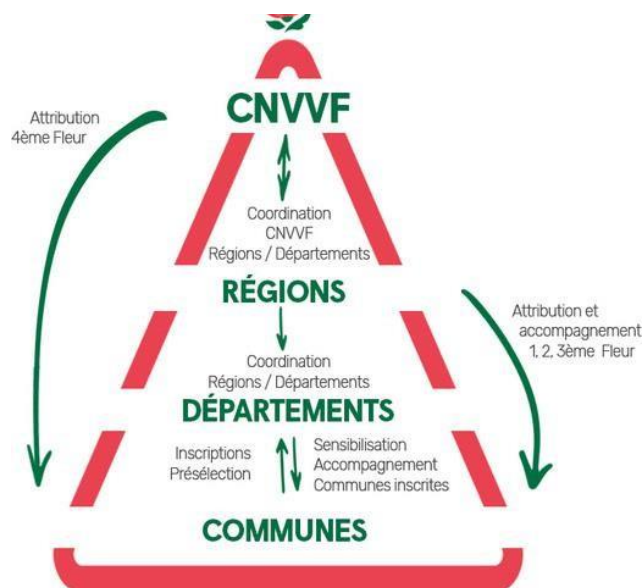 CNVVF
Attribution
4ème Fleur
Coordination
CNVVF
Régions / Départements
RÉGIONS
Attribution et
accompagnement
1, 2, 3ème Fleur
Coordination
Régions / Départements
DÉPARTEMENTS
Inscriptions
Présélection
Sensibilisation
Accompagnement
Communes inscrites
COMMUNES